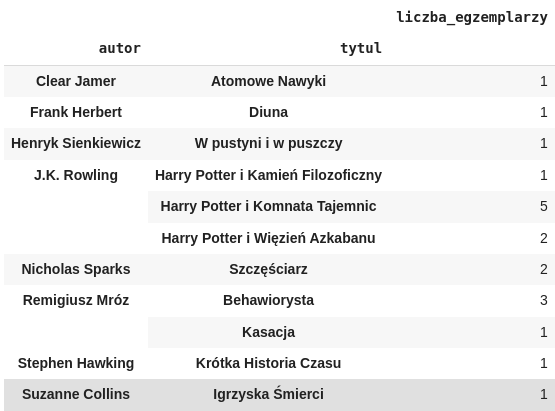 liczba_egzemplarzy
autor tytul
Clear Jamer Atomowe Nawyki 1
Frank Herbert Diuna 1
Henryk Sienkiewicz W pustyni i w puszczy 1
J.K. Rowling Harry Potter i Kamień Filozoficzny 1
Harry Potter i Komnata Tajemnic 5
Harry Potter i Więzień Azkabanu 2
Nicholas Sparks Szczęściarz 2
Remigiusz Mróz Behawiorysta 3
Kasacja 1
Stephen Hawking Krótka Historia Czasu 1
Suzanne Collins Igrzyska Śmierci 1